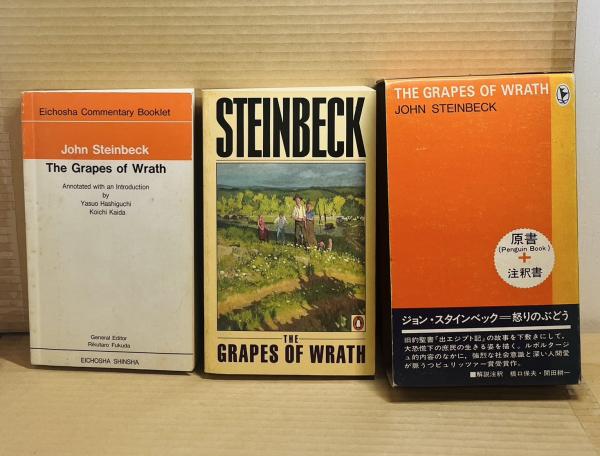 Eichosha Commentary Booklet
John Steinbeck
The Grapes of Wrath
Annotated with an Introduction
by
Yasuo Hashiguchi
Koichi Kaida
General Editor
Rikutaro Fukuda
EICHOSHA SHINSHA
STEINBECK
THE
GRAPES OF WRATH
THE GRAPES OF WRATH
JOHN STEINBECK
原書
(Penguin Book)
+
注釈書
ジョン・スタインベック=怒りのぶどう
旧約聖書「出エジプト記」の故事を下敷きにして、
大恐慌下の庶民の生きる姿を描く。ルポルタージ
ュ的内容のなかに、強烈な社会意識と深い人間愛
が脈うつピュリッツァー賞受賞作。
■解説注釈 橋口保夫・開田耕一